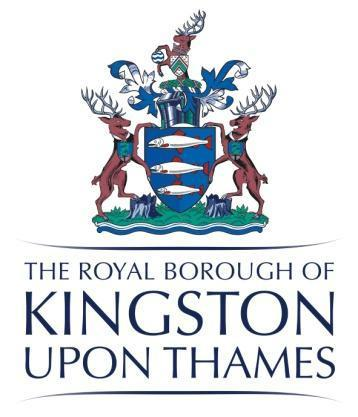 THE ROYAL BOROUGH OF
KINGSTON
UPON THAMES